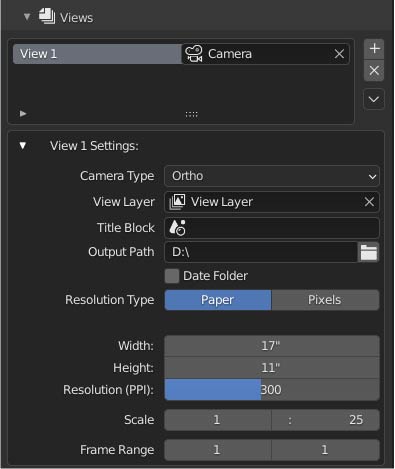 Views
View 1 Camera
View 1 Settings:
Camera Type Ortho
View Layer View Layer
Title Block
Output Path D:\
Date Folder
Resolution Type Paper Pixels
Width: 17"
Height: 11"
Resolution (PPI): 300
Scale 1 : 25
Frame Range 1 1